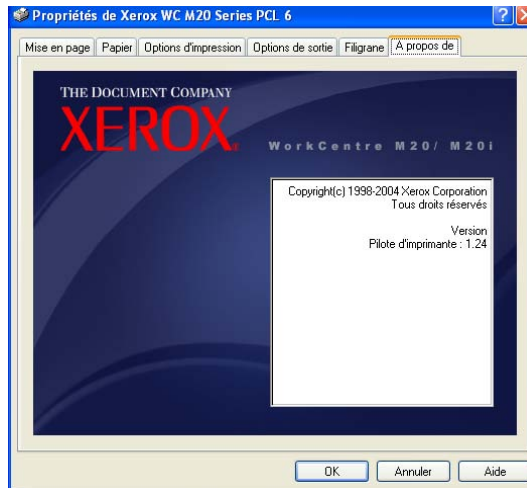 Propriétés de Xerox WC M20 Series PCL 6
Mise en page Papier Options d'impression Options de sortie Filigrane A propos de
THE DOCUMENT COMPANY
XEROX
WorkCentre M20/ M20i
Copyright(c) 1998-2004 Xerox Corporation
Tous droits réservés
Version
Pilote d'imprimante : 1.24
OK Annuler Aide